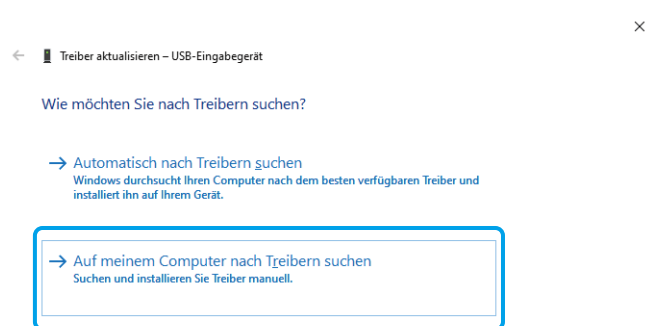 Treiber aktualisieren – USB-Eingabegerät
Wie möchten Sie nach Treibern suchen?
Automatisch nach Treibern suchen
Windows durchsucht Ihren Computer nach dem besten verfügbaren Treiber und
installiert ihn auf Ihrem Gerät.
Auf meinem Computer nach Treibern suchen
Suchen und installieren Sie Treiber manuell.